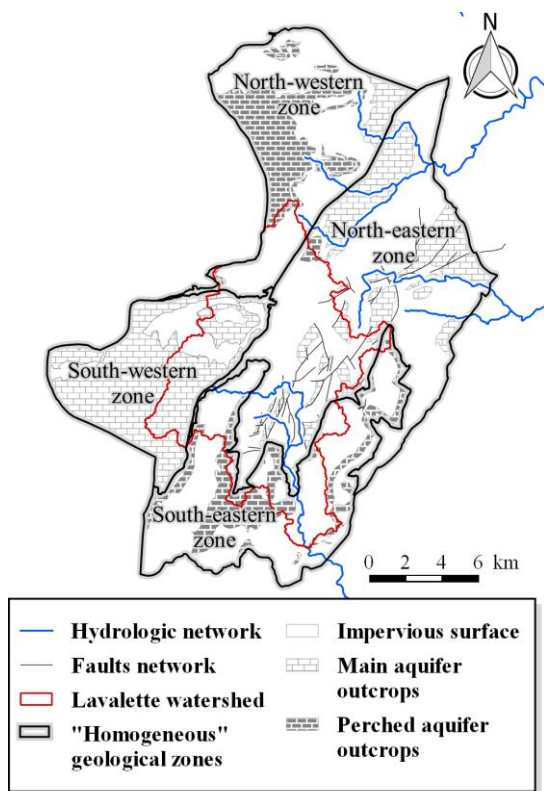 N
North-western
zone
North-eastern
zone
South-western
zone
South-eastern
zone
0 2 4 6 km
Hydrologic network
Faults network
Lavalette watershed
"Homogeneous"
geological zones
Impervious surface
Main aquifer
outcrops
Perched aquifer
outcrops